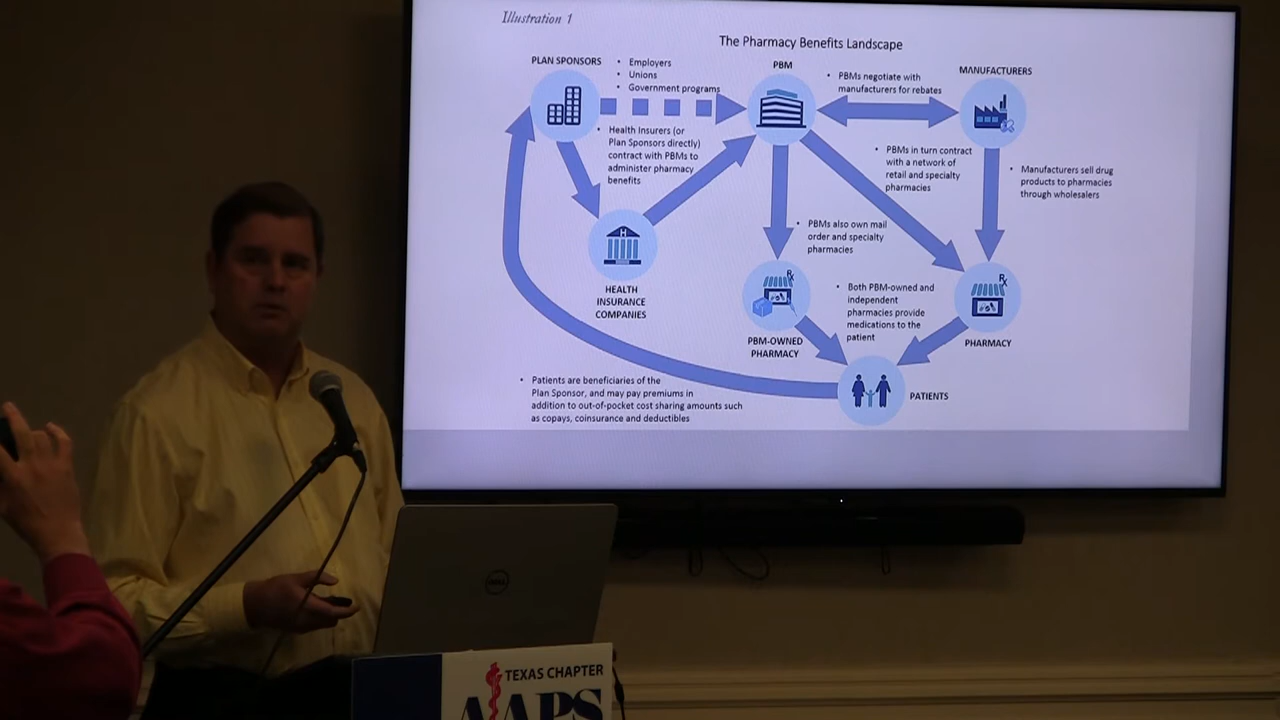 Illustration 1
The Pharmacy Benefits Landscape
PLAN SPONSORS
• Employers
• Unions
• Government programs
PBM
• PBMs negotiate with
manufacturers for rebates
MANUFACTURERS
• Health Insurers (or
Plan Sponsors directly)
contract with PBMs to
administer pharmacy
benefits
• PBMs in turn contract
with a network of
retail and specialty
pharmacies
• Manufacturers sell drug
products to pharmacies
through wholesalers
• PBMs also own mail
order and specialty
pharmacies
H
HEALTH
INSURANCE
COMPANIES
Rx
PBM-OWNED
PHARMACY
• Both PBM-owned and
independent
pharmacies provide
medications to the
patient
Rx
PHARMACY
• Patients are beneficiaries of the
Plan Sponsor, and may pay premiums in
addition to out-of-pocket cost sharing amounts such
as copays, coinsurance and deductibles
PATIENTS
DELL
TEXAS CHAPTER
AAPS